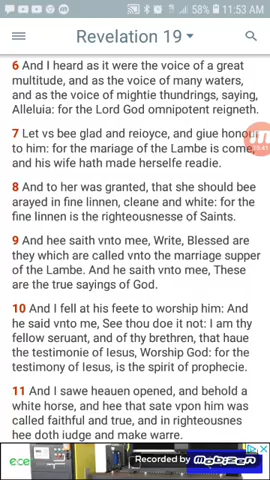 58% 11:53 AM
Revelation 19
6 And I heard as it were the voice of a great
multitude, and as the voice of many waters,
and as the voice of mightie thundrings, saying,
Alleluia: for the Lord God omnipotent reigneth.
7 Let vs bee glad and reioyce, and giue honour
to him: for the mariage of the Lambe is come,
and his wife hath made herselfe readie.
8 And to her was granted, that she should bee
arayed in fine linnen, cleane and white: for the
fine linnen is the righteousnesse of Saints.
9 And hee saith vnto mee, Write, Blessed are
they which are called vnto the marriage supper
of the Lambe. And he saith vnto mee, These
are the true sayings of God.
10 And I fell at his feete to worship him: And
he said vnto me, See thou doe it not: I am thy
fellow seruant, and of thy brethren, that haue
the testimonie of Iesus, Worship God: for the
testimony of Iesus, is the spirit of prophecie.
11 And I sawe heauen opened, and behold a
white horse, and hee that sate vpon him was
called faithful and true, and in righteousnes
hee doth iudge and make warre.
Recorded by
MOBIZEN